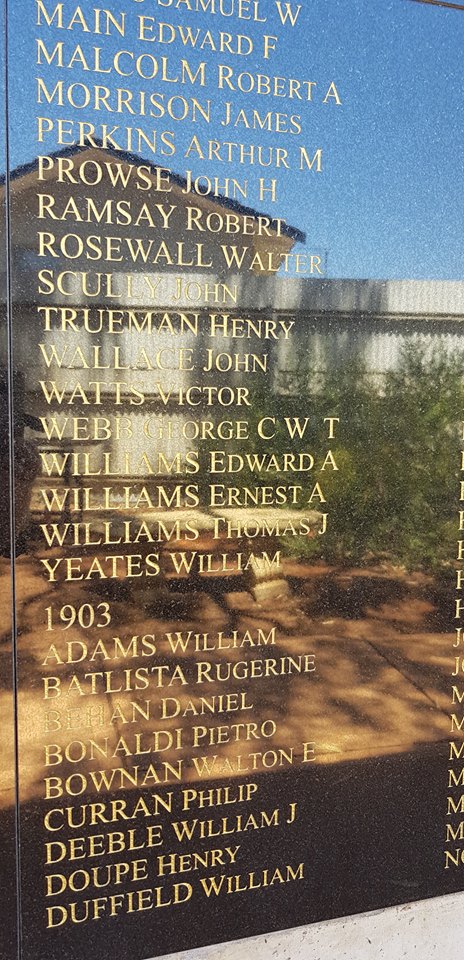 SAMUEL W
MAIN EDWARD F
MALCOLM ROBERT A
MORRISON JAMES
PERKINS ARTHUR M
PROWSE JOHN H
RAMSAY ROBERT
ROSEWALL WALTER
SCULLY JOHN
TRUEMAN HENRY
WALLACE JOHN
WATTS VICTOR
WEBB GEORGE C W T
WILLIAMS EDWARD A
WILLIAMS ERNEST A
WILLIAMS THOMAS J
YEATES WILLIAM
1903
ADAMS WILLIAM
BATLISTA RUGERINE
BEHAN DANIEL
BONALDI PIETRO
BOWNAN WALTON E
CURRAN PHILIP
DEEBLE WILLIAM J
DOUPE HENRY
DUFFIELD WILLIAM